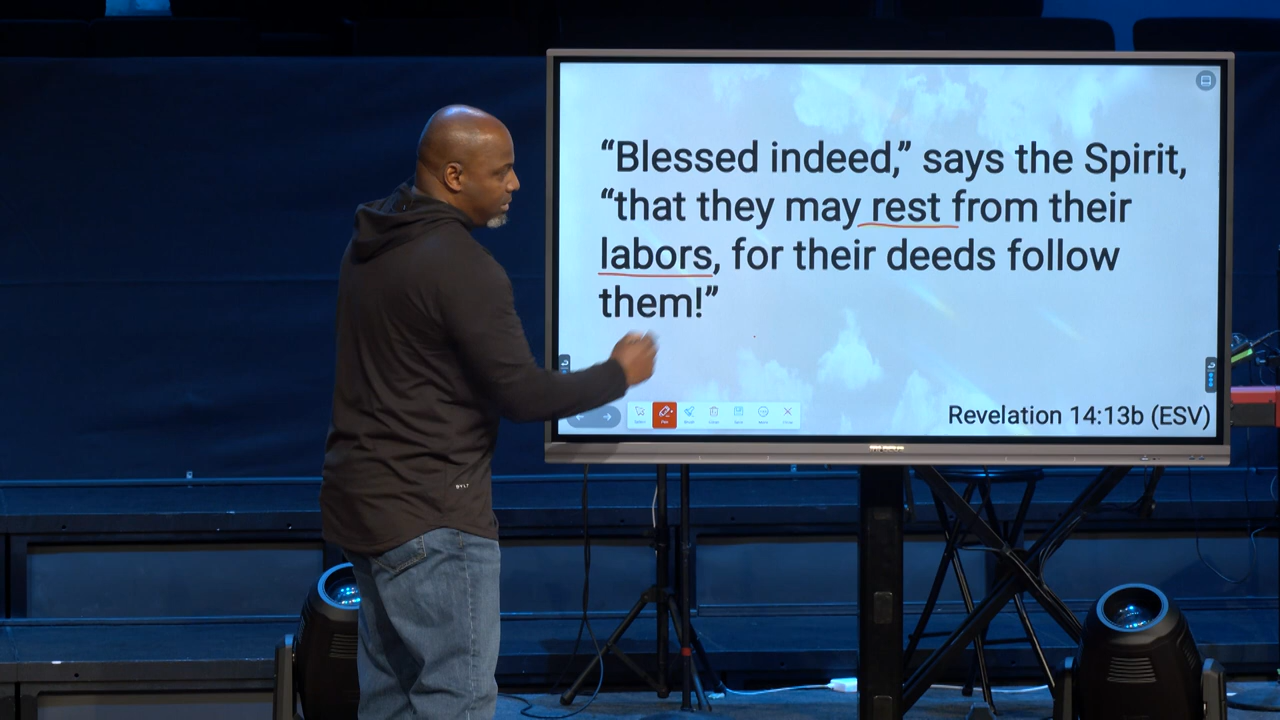 “Blessed indeed,” says the Spirit,
“that they may rest from their
labors, for their deeds follow
them!”
Revelation 14:13b (ESV)
BYLT